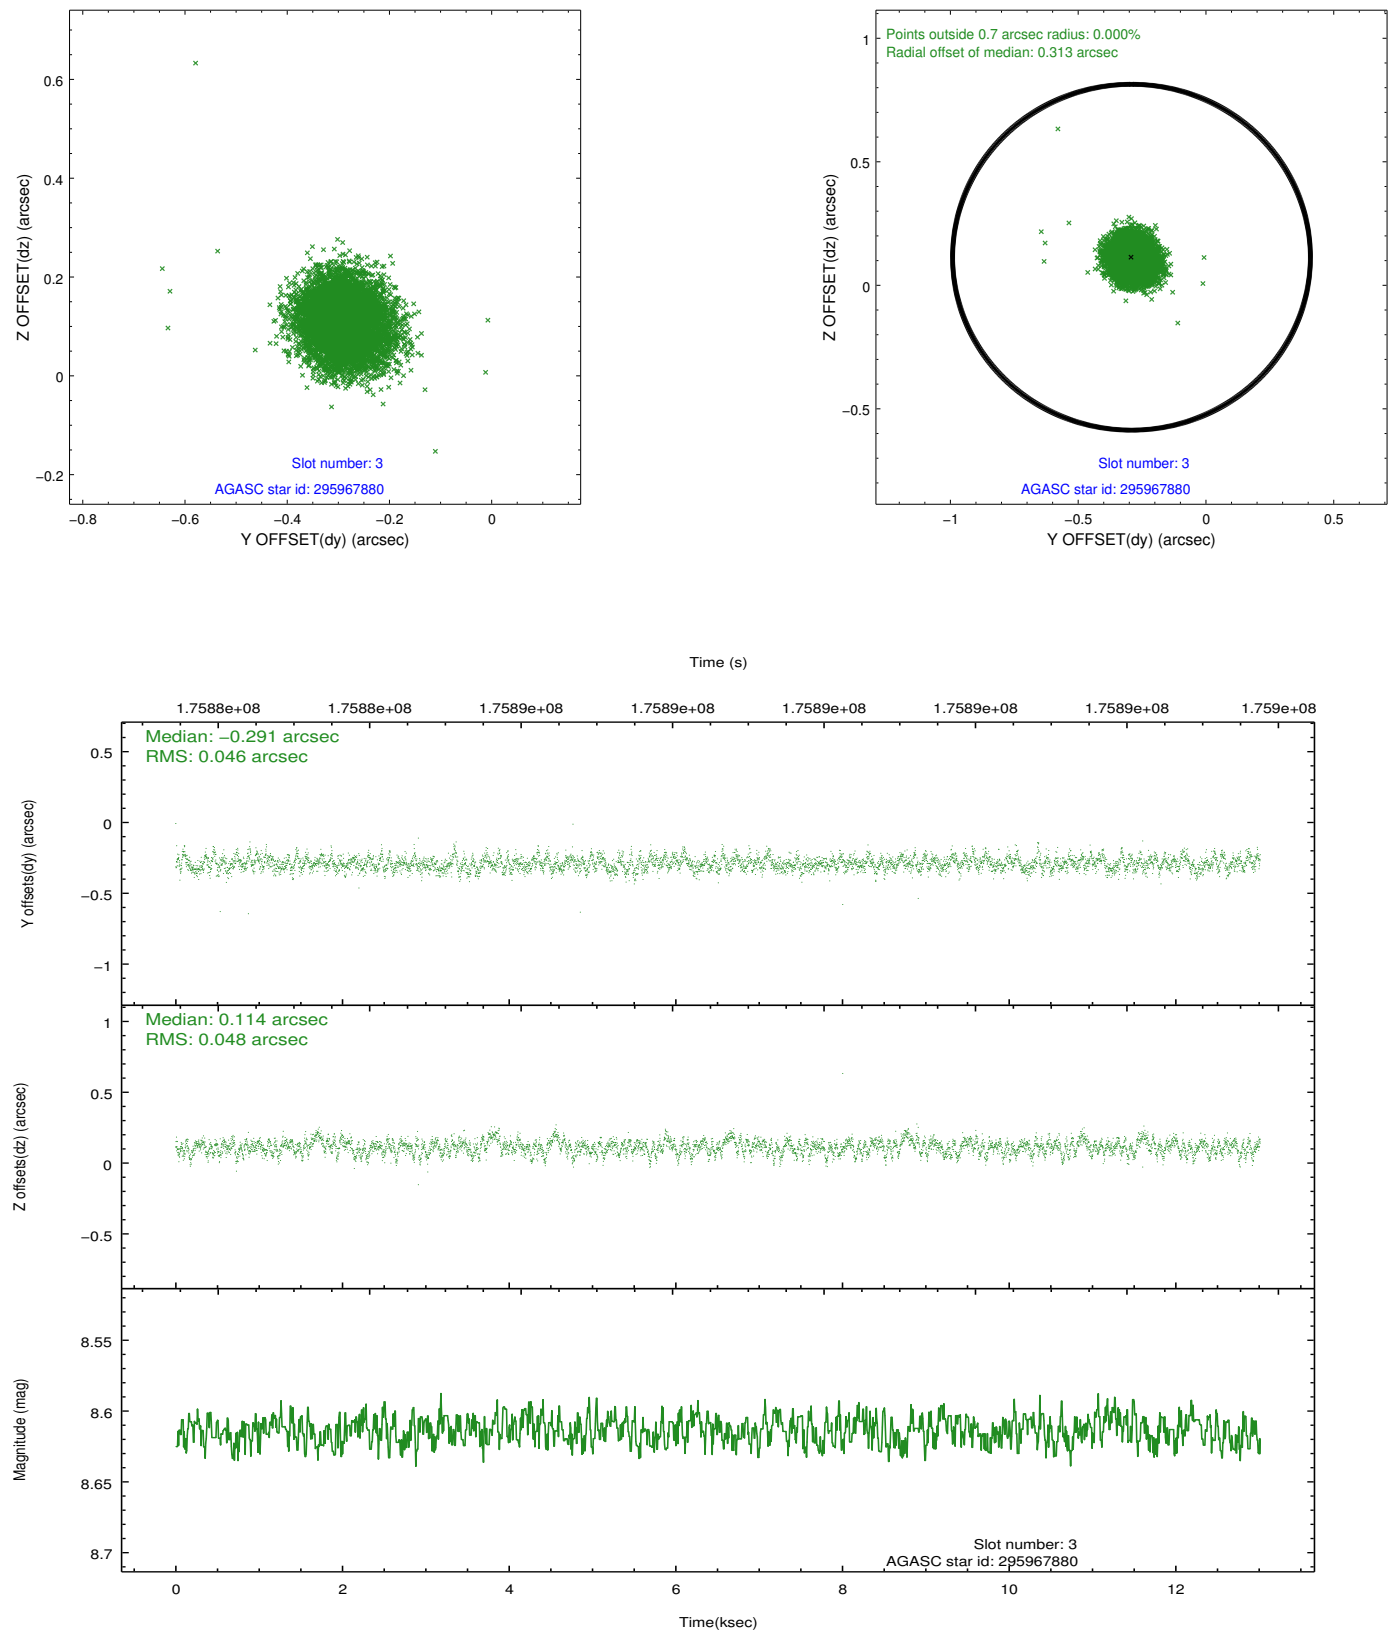 0.6
0.4
0.2
0
−0.2
Z OFFSET(dz) (arcsec)
Slot number: 3
AGASC star id: 295967880
−0.8
−0.6
−0.4
−0.2
0
Y OFFSET(dy) (arcsec)
Points outside 0.7 arcsec radius: 0.000%
Radial offset of median: 0.313 arcsec
1
0.5
0
−0.5
Z OFFSET(dz) (arcsec)
Slot number: 3
AGASC star id: 295967880
−1
−0.5
0
0.5
Y OFFSET(dy) (arcsec)
Time (s)
1.7588e+08
1.7588e+08
1.7589e+08
1.7589e+08
1.7589e+08
1.7589e+08
1.7589e+08
1.759e+08
Median: −0.291 arcsec
RMS: 0.046 arcsec
0.5
0
−0.5
−1
Y offsets(dy) (arcsec)
Median: 0.114 arcsec
RMS: 0.048 arcsec
1
0.5
0
−0.5
Z offsets(dz) (arcsec)
8.55
8.6
8.65
8.7
Magnitude (mag)
Slot number: 3
AGASC star id: 295967880
0
2
4
6
8
10
12
Time(ksec)